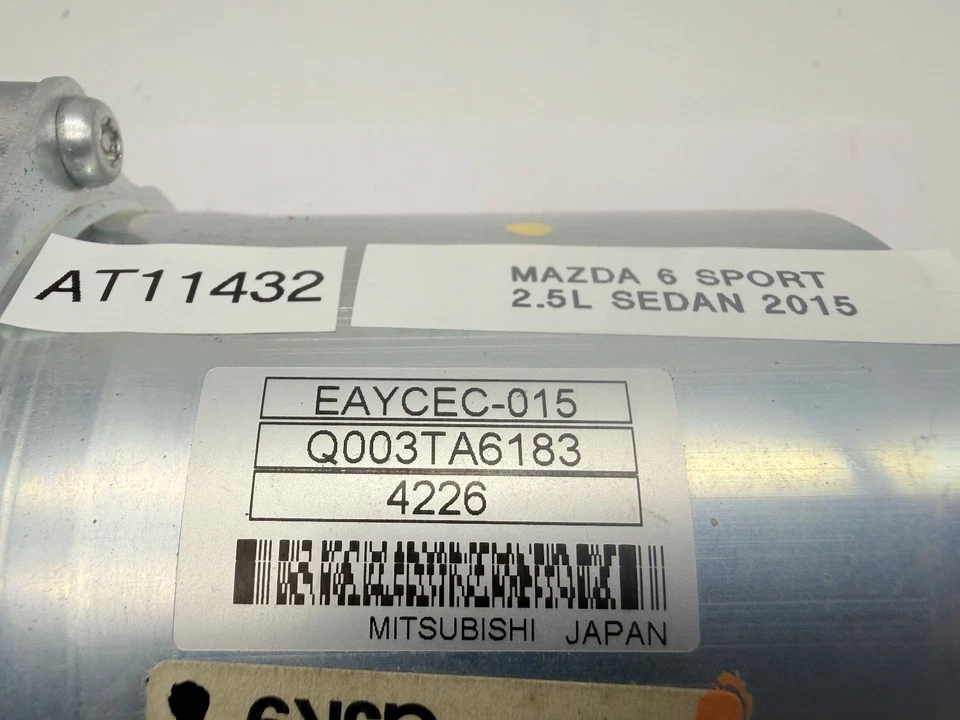 AT11432
MAZDA 6 SPORT
2.5L SEDAN 2015
EAYCEC-015
Q003TA6183
4226
MITSUBISHI JAPAN